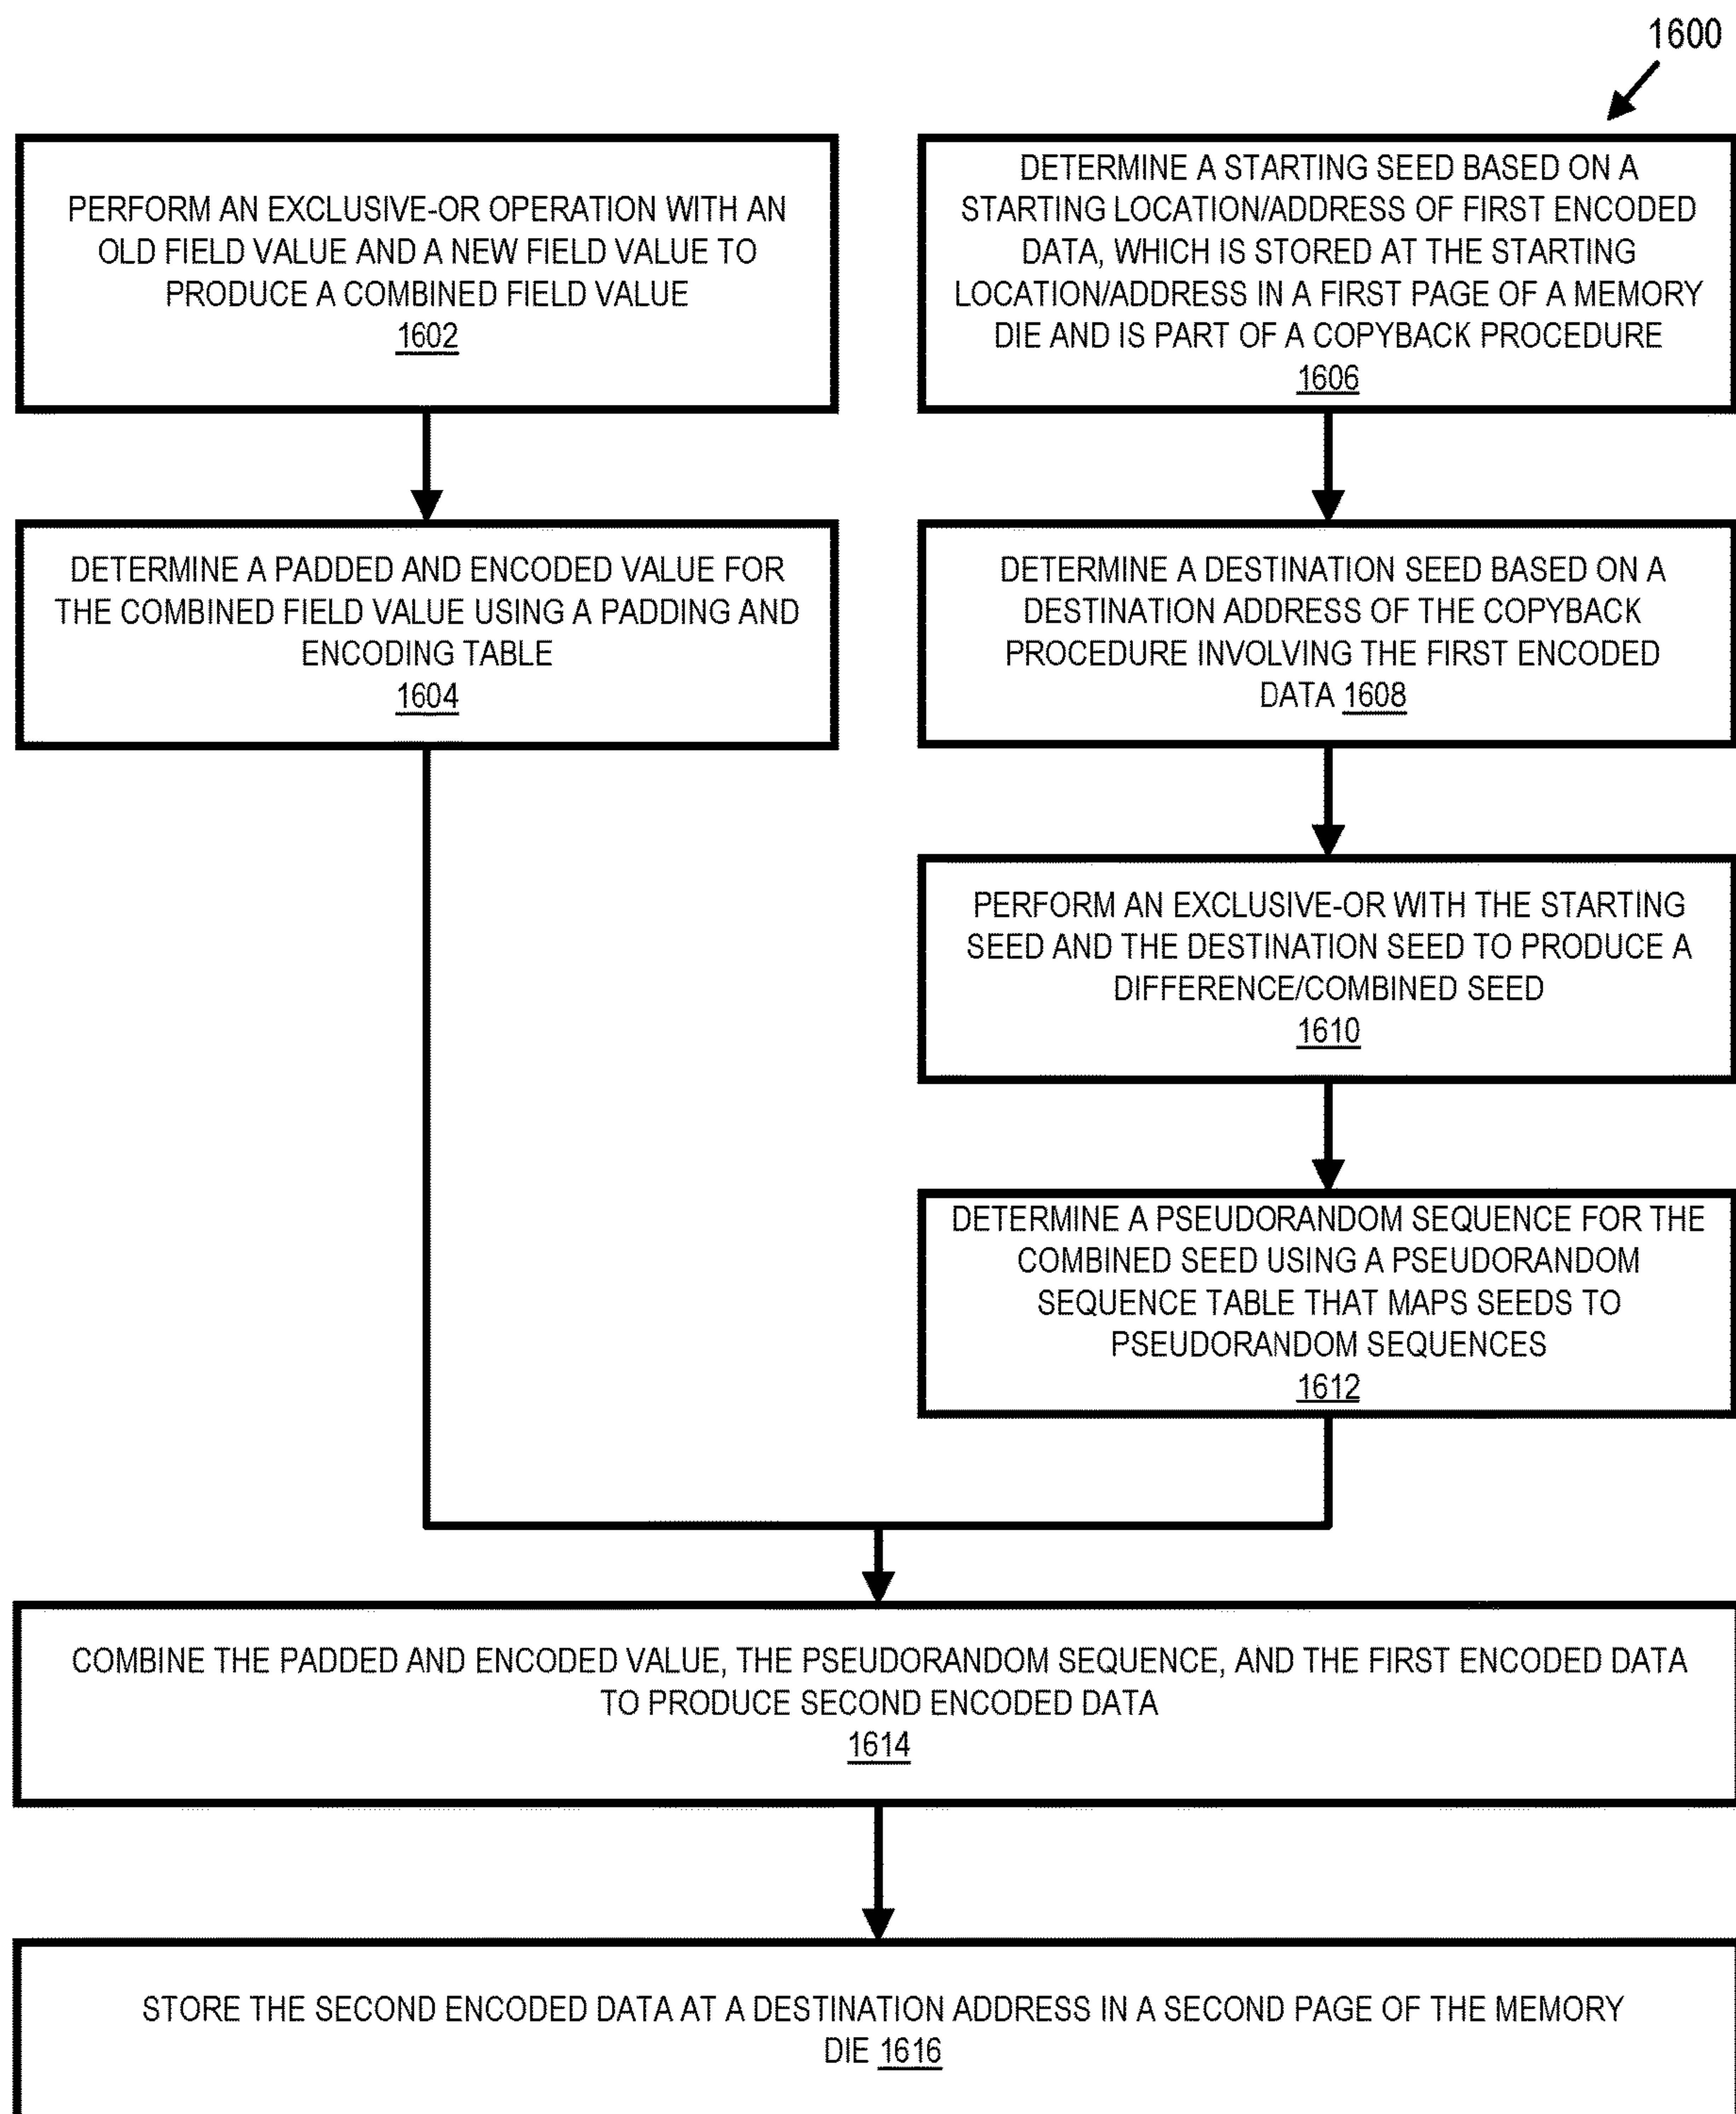 1600
PERFORM AN EXCLUSIVE-OR OPERATION WITH AN
OLD FIELD VALUE AND A NEW FIELD VALUE TO
PRODUCE A COMBINED FIELD VALUE
1602
DETERMINE A PADDED AND ENCODED VALUE FOR
THE COMBINED FIELD VALUE USING A PADDING AND
ENCODING TABLE
1604
DETERMINE A STARTING SEED BASED ON A
STARTING LOCATION/ADDRESS OF FIRST ENCODED
DATA, WHICH IS STORED AT THE STARTING
LOCATION/ADDRESS IN A FIRST PAGE OF A MEMORY
DIE AND IS PART OF A COPYBACK PROCEDURE
1606
DETERMINE A DESTINATION SEED BASED ON A
DESTINATION ADDRESS OF THE COPYBACK
PROCEDURE INVOLVING THE FIRST ENCODED
DATA 1608
PERFORM AN EXCLUSIVE-OR WITH THE STARTING
SEED AND THE DESTINATION SEED TO PRODUCE A
DIFFERENCE/COMBINED SEED
1610
DETERMINE A PSEUDORANDOM SEQUENCE FOR THE
COMBINED SEED USING A PSEUDORANDOM
SEQUENCE TABLE THAT MAPS SEEDS TO
PSEUDORANDOM SEQUENCES
1612
COMBINE THE PADDED AND ENCODED VALUE, THE PSEUDORANDOM SEQUENCE, AND THE FIRST ENCODED DATA
TO PRODUCE SECOND ENCODED DATA
1614
STORE THE SECOND ENCODED DATA AT A DESTINATION ADDRESS IN A SECOND PAGE OF THE MEMORY
DIE 1616